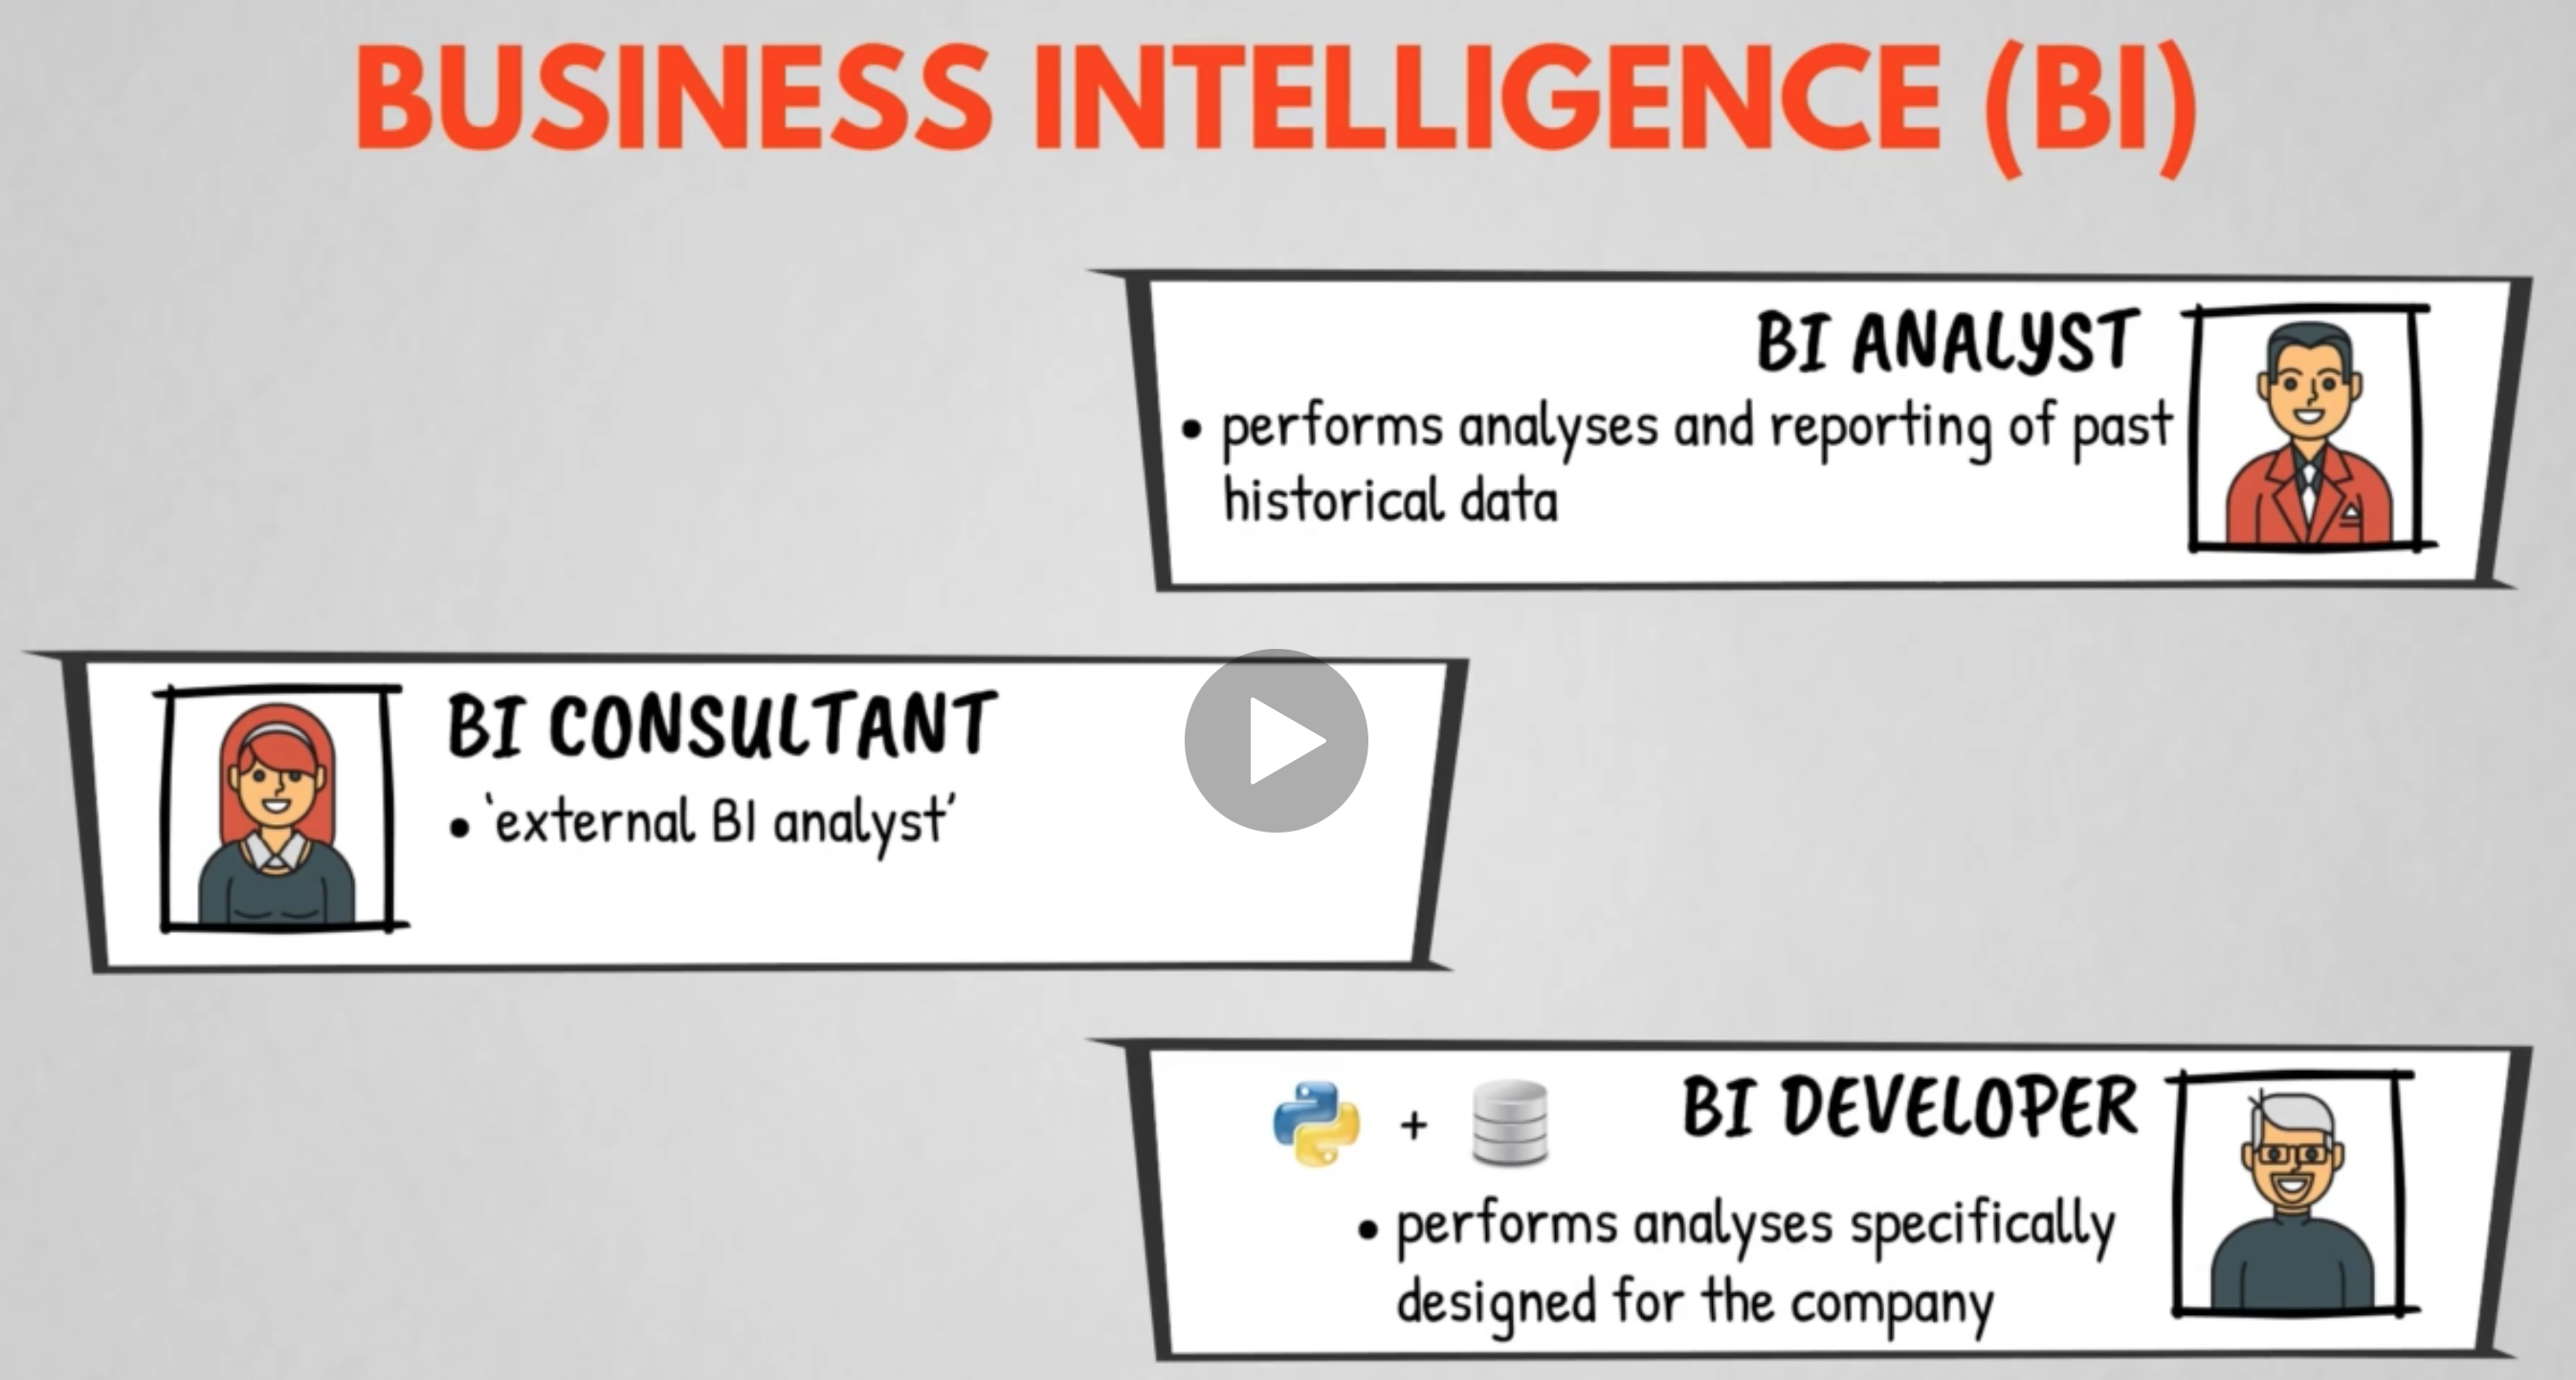 BUSINESS INTELLIGENCE (BI)
BI ANALYST
• performs analyses and reporting of past
historical data
BI CONSULTANT
• ‘external BI analyst’
+
BI DEVELOPER
• performs analyses specifically
designed for the company